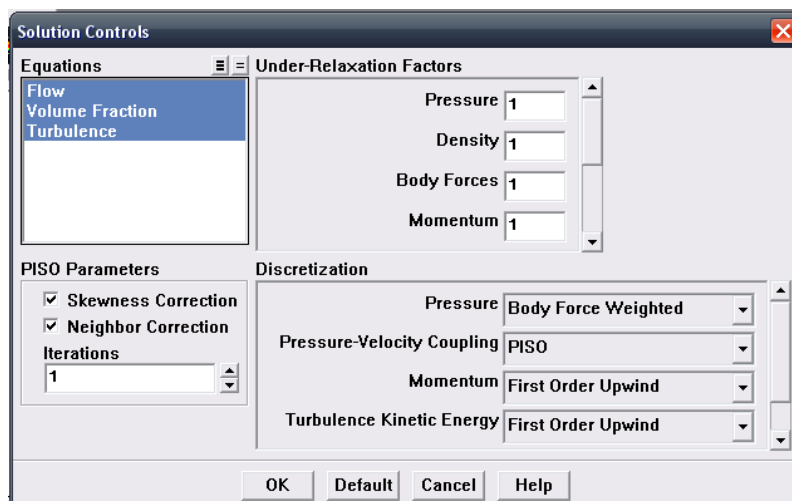 Solution Controls
Equations
Flow
Volume Fraction
Turbulence
Under-Relaxation Factors
Pressure 1
Density 1
Body Forces 1
Momentum 1
PISO Parameters
Skewness Correction
Neighbor Correction
Iterations
1
Discretization
Pressure Body Force Weighted
Pressure-Velocity Coupling PISO
Momentum First Order Upwind
Turbulence Kinetic Energy First Order Upwind
OK Default Cancel Help